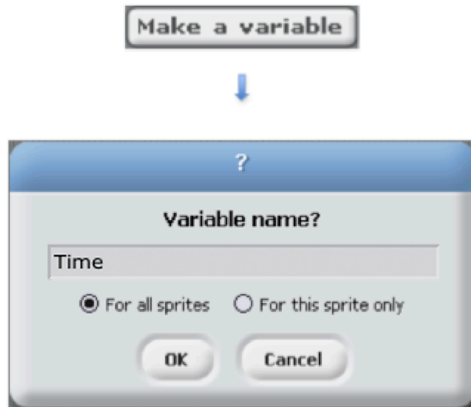 Make a variable
?
Variable name?
Time
For all sprites For this sprite only
OK Cancel